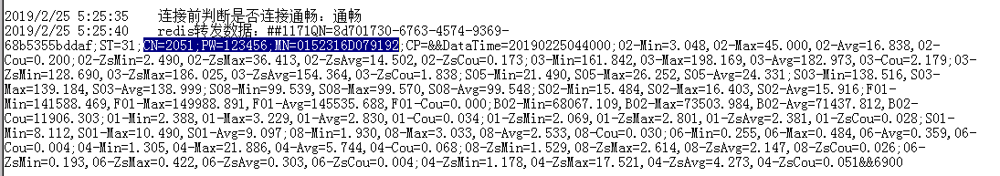 2019/2/25 5:25:35    连接前判断是否连接通畅：通畅
2019/2/25 5:25:40    redis转发数据：##1171QN=8d701730-6763-4574-9369-
68b5355bddaf;ST=31;CN=2051;PW=123456;MN=0152316D079192;CP=&&DataTime=20190225044000;02-Min=3.048,02-Max=45.000,02-Avg=16.838,02-
Cou=0.200;02-ZsMin=2.490,02-ZsMax=36.413,02-ZsAvg=14.502,02-ZsCou=0.173;03-Min=161.842,03-Max=198.169,03-Avg=182.973,03-Cou=2.179;03-
ZsMin=128.690,03-ZsMax=186.025,03-ZsAvg=154.364,03-ZsCou=1.838;S05-Min=21.490,S05-Max=26.252,S05-Avg=24.331;S03-Min=138.516,S03-
Max=139.184,S03-Avg=138.999;S08-Min=99.539,S08-Max=99.570,S08-Avg=99.548;S02-Min=15.484,S02-Max=16.403,S02-Avg=15.916;F01-
Min=141588.469,F01-Max=149988.891,F01-Avg=145535.688,F01-Cou=0.000;B02-Min=68067.109,B02-Max=73503.984,B02-Avg=71437.812,B02-
Cou=11906.303;01-Min=2.388,01-Max=3.229,01-Avg=2.830,01-Cou=0.034;01-ZsMin=2.069,01-ZsMax=2.801,01-ZsAvg=2.381,01-ZsCou=0.028;S01-
Min=8.112,S01-Max=10.490,S01-Avg=9.097;08-Min=1.930,08-Max=3.033,08-Avg=2.533,08-Cou=0.030;06-Min=0.255,06-Max=0.484,06-Avg=0.359,06-
Cou=0.004;04-Min=1.305,04-Max=21.886,04-Avg=5.744,04-Cou=0.068;08-ZsMin=1.529,08-ZsMax=2.614,08-ZsAvg=2.147,08-ZsCou=0.026;06-
ZsMin=0.193,06-ZsMax=0.422,06-ZsAvg=0.303,06-ZsCou=0.004;04-ZsMin=1.178,04-ZsMax=17.521,04-ZsAvg=4.273,04-ZsCou=0.051&&6900